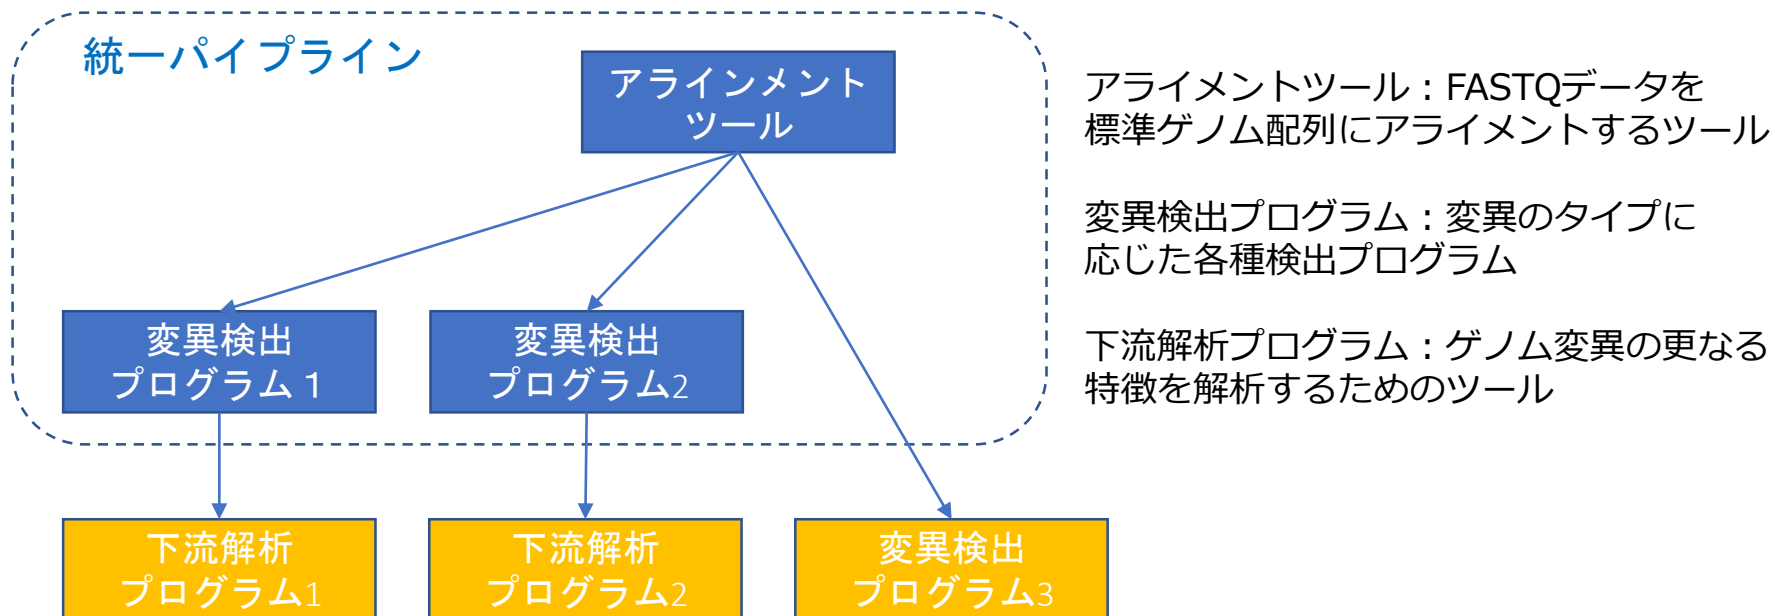 統一パイプライン
アラインメント
ツール
変異検出
プログラム１
変異検出
プログラム2
下流解析
プログラム1
下流解析
プログラム2
変異検出
プログラム3
アライメントツール：FASTQデータを
標準ゲノム配列にアライメントするツール
変異検出プログラム：変異のタイプに
応じた各種検出プログラム
下流解析プログラム：ゲノム変異の更なる
特徴を解析するためのツール